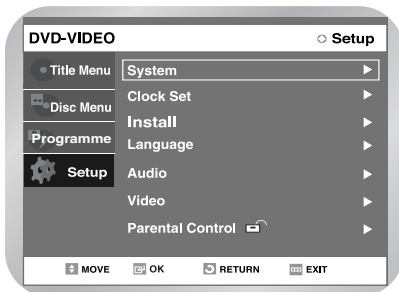 DVD-VIDEO Setup
Title Menu
Disc Menu
Programme
Setup
System
Clock Set
Install
Language
Audio
Video
Parental Control
MOVE OK RETURN EXIT